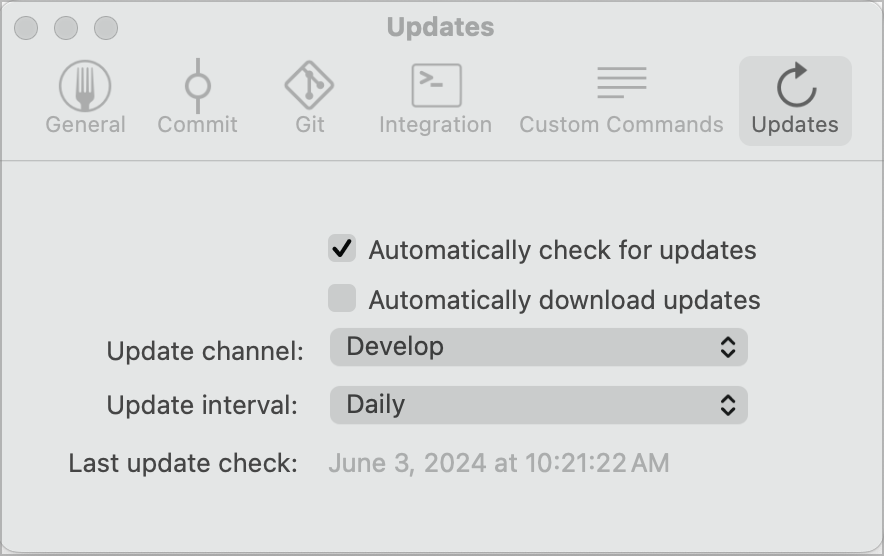 Updates
General Commit Git Integration Custom Commands Updates
Automatically check for updates
Automatically download updates
Update channel: Develop
Update interval: Daily
Last update check: June 3, 2024 at 10:21:22 AM